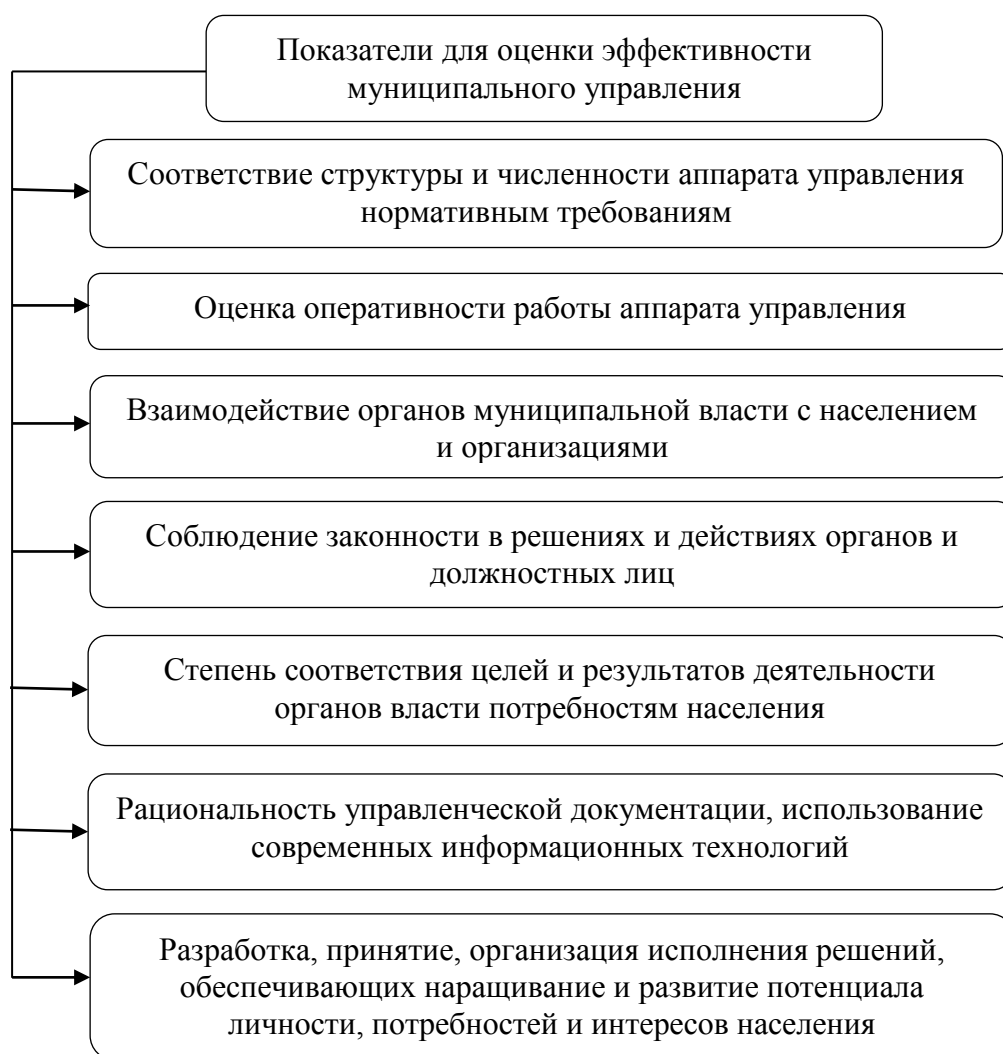 Показатели для оценки эффективности
муниципального управления
Соответствие структуры и численности аппарата управления
нормативным требованиям
Оценка оперативности работы аппарата управления
Взаимодействие органов муниципальной власти с населением
и организациями
Соблюдение законности в решениях и действиях органов и
должностных лиц
Степень соответствия целей и результатов деятельности
органов власти потребностям населения
Рациональность управленческой документации, использование
современных информационных технологий
Разработка, принятие, организация исполнения решений,
обеспечивающих наращивание и развитие потенциала
личности, потребностей и интересов населения